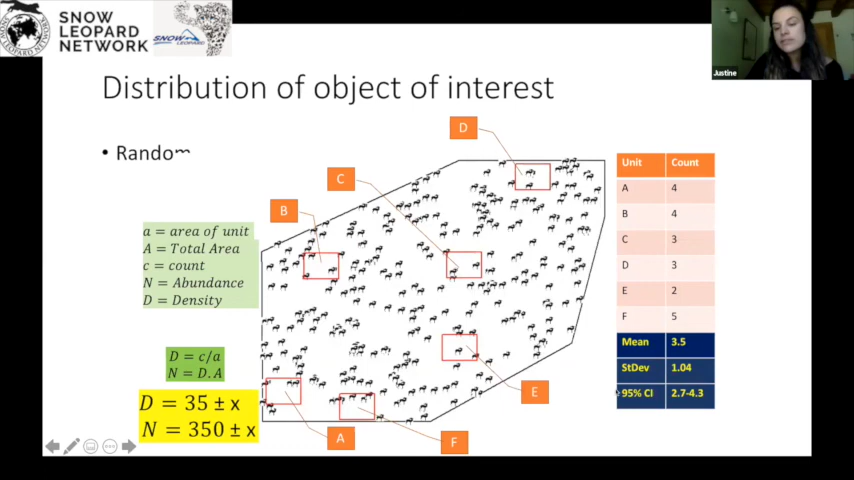 SNOW
LEOPARD
NETWORK
SNOW LEOPARD
Justine
Distribution of object of interest
• Random
D
C
B
a = area of unit
A = Total Area
c = count
N = Abundance
D = Density
D = c/a
N = D.A
D = 35 ± x
N = 350 ± x
E
A
F
Unit Count
A 4
B 4
C 3
D 3
E 2
F 5
Mean 3.5
StDev 1.04
95% CI 2.7-4.3